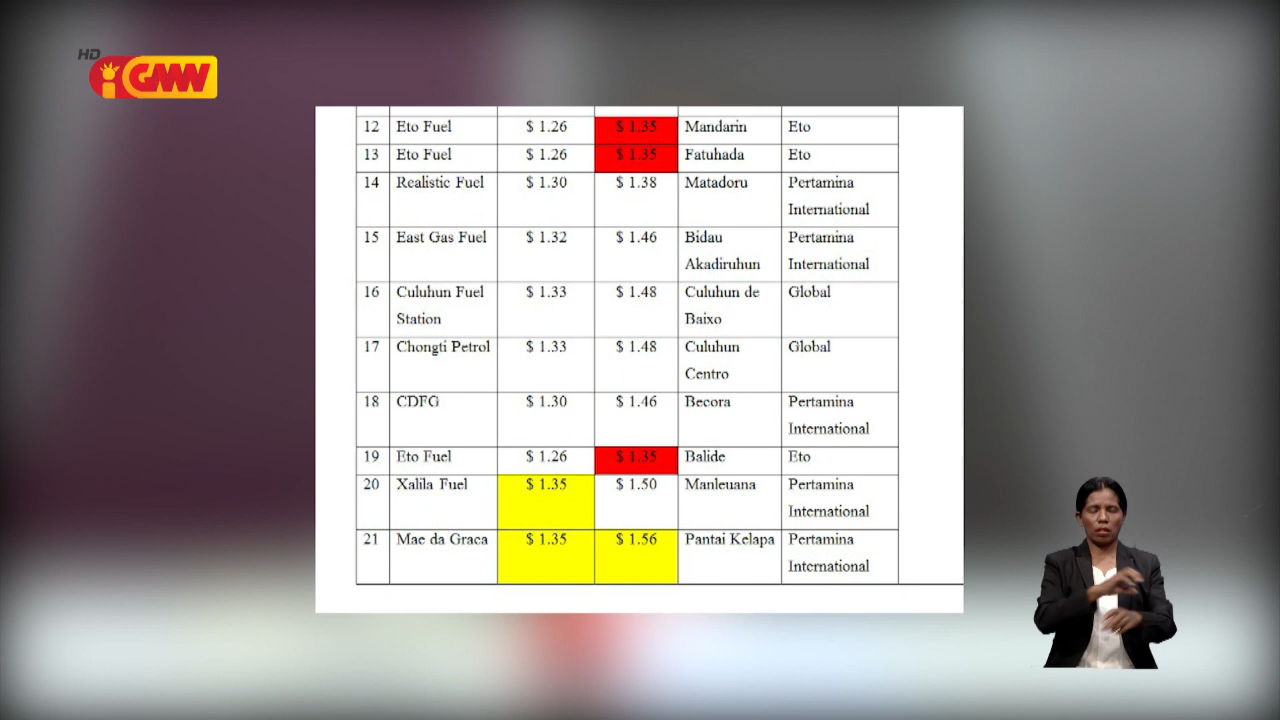 HD
GMN
12 Eto Fuel $ 1.26 $ 1.35 Mandarin Eto
13 Eto Fuel $ 1.26 $ 1.35 Fatuhada Eto
14 Realistic Fuel $ 1.30 $ 1.38 Matadoru Pertamina
International
15 East Gas Fuel $ 1.32 $ 1.46 Bidau Pertamina
Akadiruhun International
16 Culuhun Fuel $ 1.33 $ 1.48 Culuhun de Global
Station Baixo
17 Chongti Petrol $ 1.33 $ 1.48 Culuhun Global
Centro
18 CDFG $ 1.30 $ 1.46 Becora Pertamina
International
19 Eto Fuel $ 1.26 $ 1.35 Balide Eto
20 Xalila Fuel $ 1.35 $ 1.50 Manleuana Pertamina
International
21 Mae da Graca $ 1.35 $ 1.56 Pantai Kelapa Pertamina
International